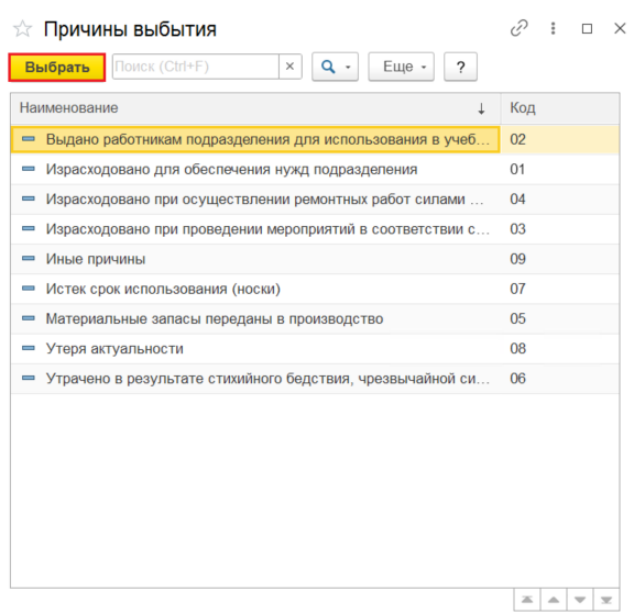 Причины выбытия
Выбрать Поиск (Ctrl+F) × Еще ?
Наименование ↓ Код
Выдано работникам подразделения для использования в учеб... 02
Израсходовано для обеспечения нужд подразделения 01
Израсходовано при осуществлении ремонтных работ силами ... 04
Израсходовано при проведении мероприятий в соответствии с... 03
Иные причины 09
Истек срок использования (носки) 07
Материальные запасы переданы в производство 05
Утеря актуальности 08
Утрачено в результате стихийного бедствия, чрезвычайной си... 06